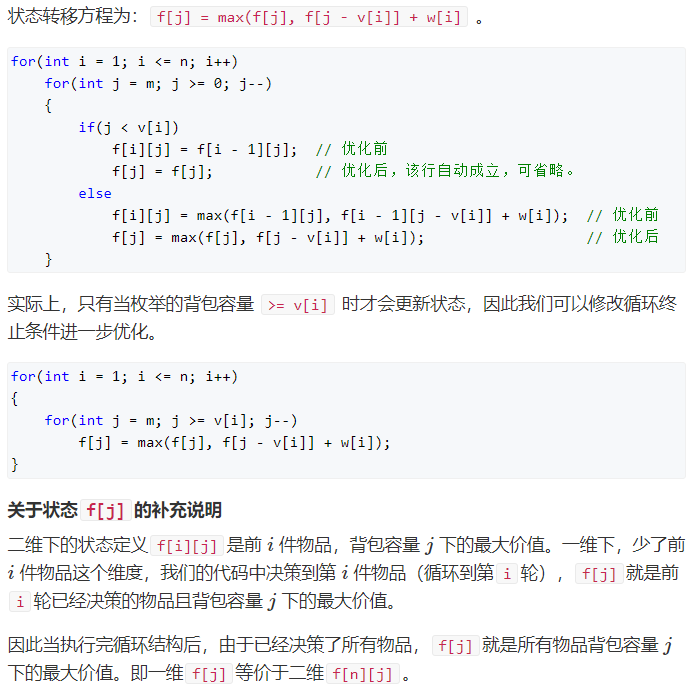 状态转移方程为： f[j] = max(f[j], f[j - v[i]] + w[i] 。
for(int i = 1; i <= n; i++)
    for(int j = m; j >= 0; j--)
    {
        if(j < v[i])
            f[i][j] = f[i - 1][j];  // 优化前
            f[j] = f[j];            // 优化后，该行自动成立，可省略。
        else
            f[i][j] = max(f[i - 1][j], f[i - 1][j - v[i]] + w[i]);  // 优化前
            f[j] = max(f[j], f[j - v[i]] + w[i]);                   // 优化后
    }
实际上，只有当枚举的背包容量 >= v[i] 时才会更新状态，因此我们可以修改循环终
止条件进一步优化。
for(int i = 1; i <= n; i++)
{
    for(int j = m; j >= v[i]; j--)
        f[j] = max(f[j], f[j - v[i]] + w[i]);
}
关于状态 f[j] 的补充说明
二维下的状态定义 f[i][j] 是前 i 件物品，背包容量 j 下的最大价值。一维下，少了前
i 件物品这个维度，我们的代码中决策到第 i 件物品（循环到第 i 轮）， f[j] 就是前
i 轮已经决策的物品且背包容量 j 下的最大价值。
因此当执行完循环结构后，由于已经决策了所有物品， f[j] 就是所有物品背包容量 j
下的最大价值。即一维 f[j] 等价于二维 f[n][j] 。